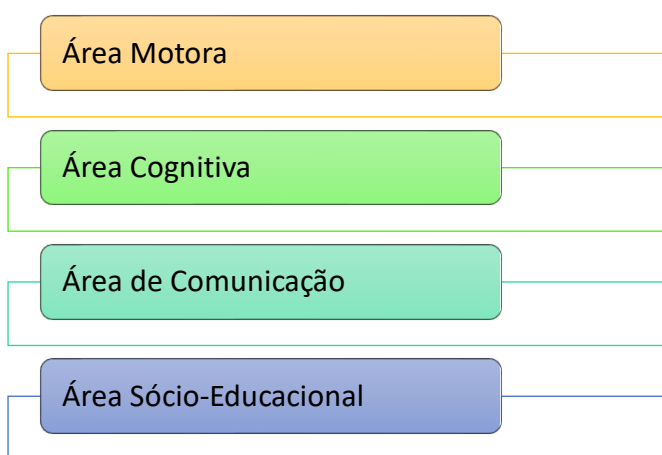 Área Motora
Área Cognitiva
Área de Comunicação
Área Sócio-Educacional